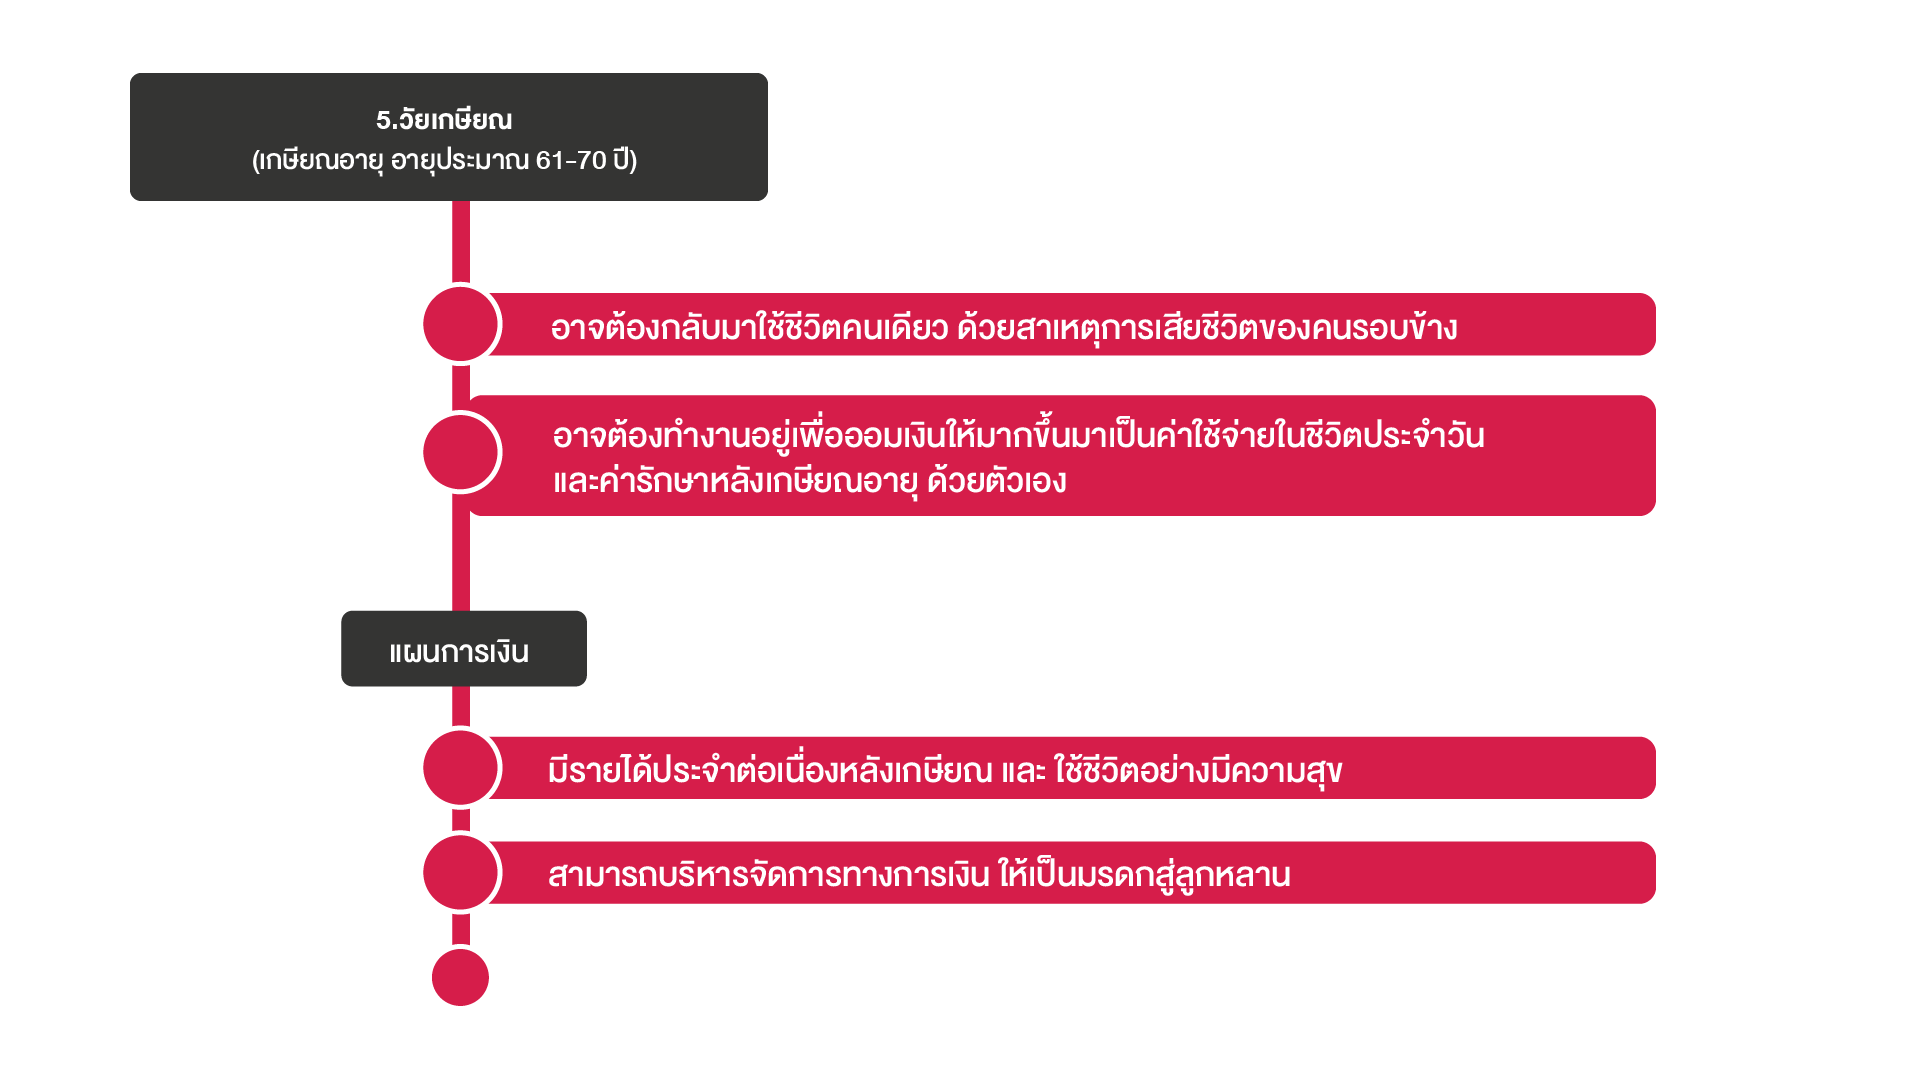 5.วัยเกษียณ
(เกษียณอายุ อายุประมาณ 61-70 ปี)
อาจต้องกลับมาใช้ชีวิตคนเดียว ด้วยสาเหตุการเสียชีวิตของคนรอบข้าง
อาจต้องทำงานอยู่เพื่อออมเงินให้มากขึ้นมาเป็นค่าใช้จ่ายในชีวิตประจำวัน
และค่ารักษาหลังเกษียณอายุ ด้วยตัวเอง
แผนการเงิน
มีรายได้ประจำต่อเนื่องหลังเกษียณ และ ใช้ชีวิตอย่างมีความสุข
สามารถบริหารจัดการทางการเงิน ให้เป็นมรดกสู่ลูกหลาน